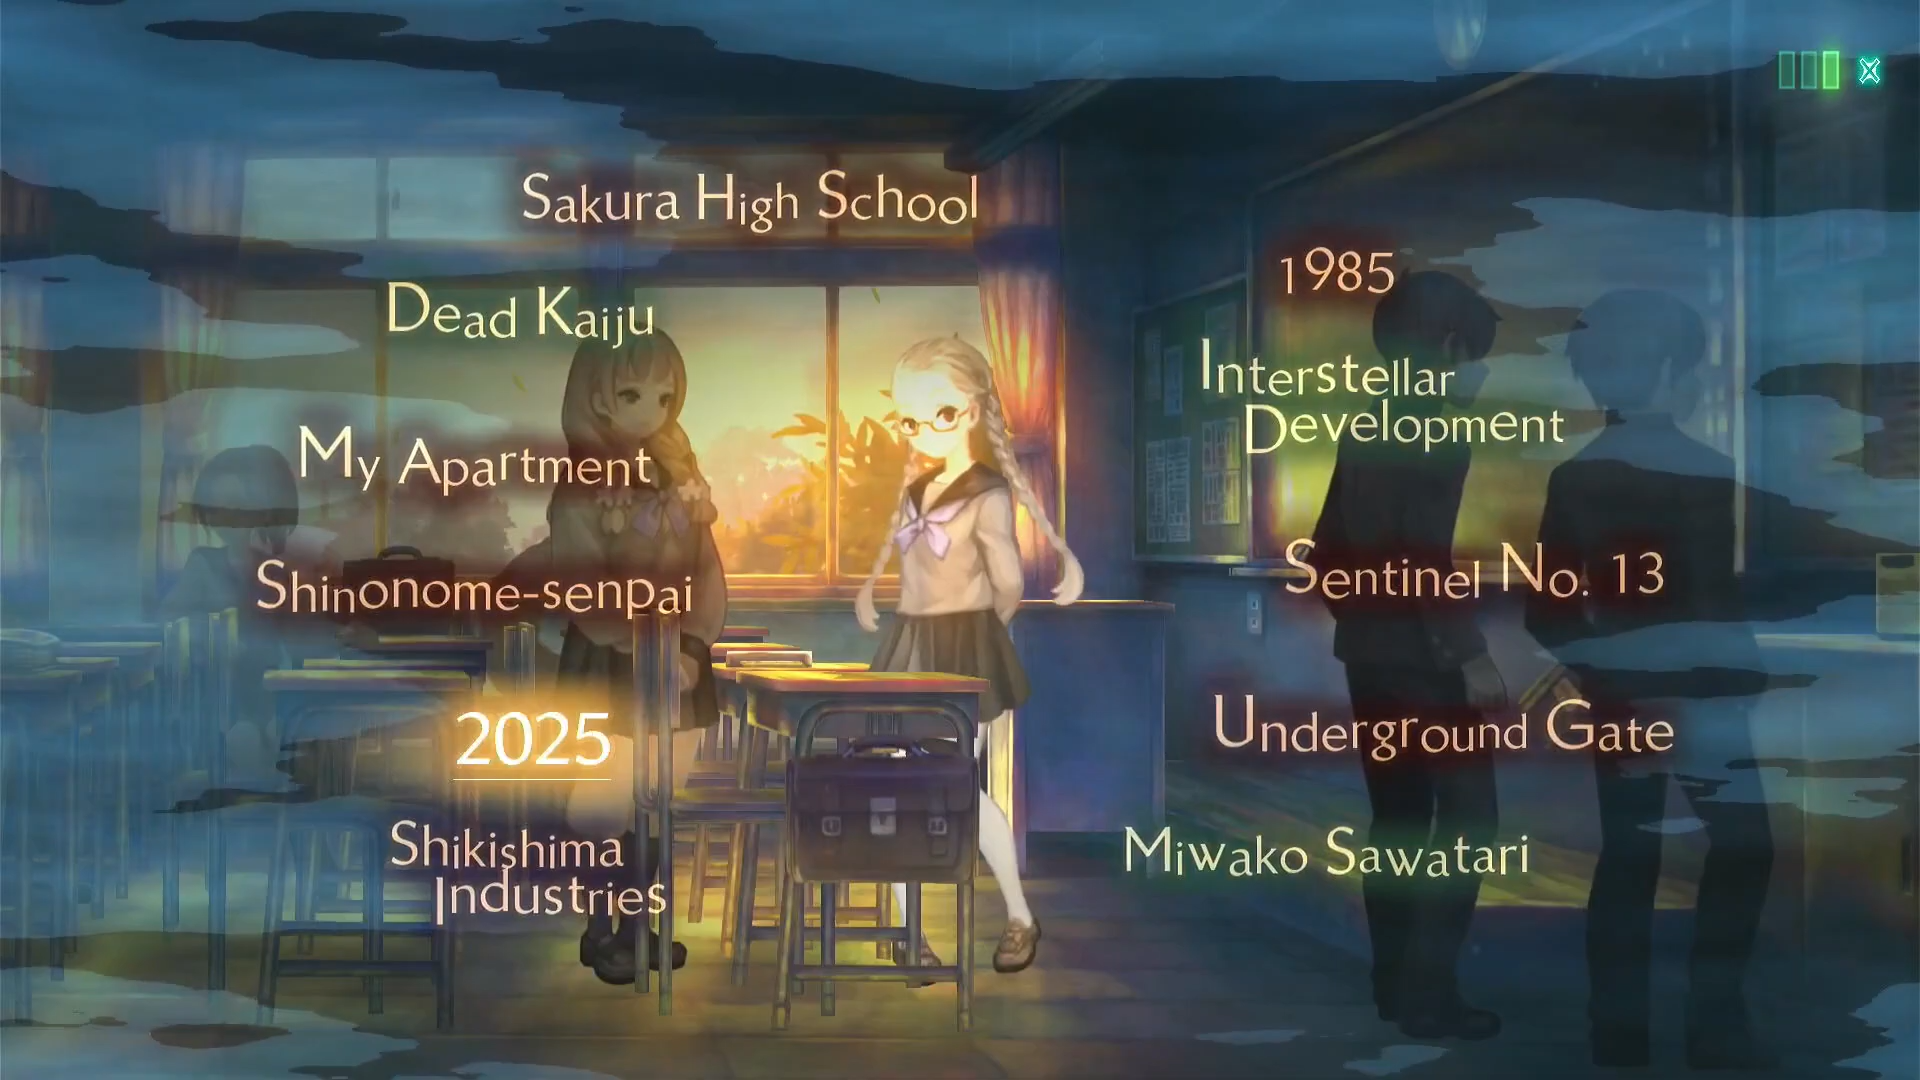 Sakura High School
Dead Kaiju
My Apartment
Shinonome-senpai
2025
Shikishima
Industries
1985
Interstellar
Development
Sentinel No. 13
Underground Gate
Miwako Sawatari